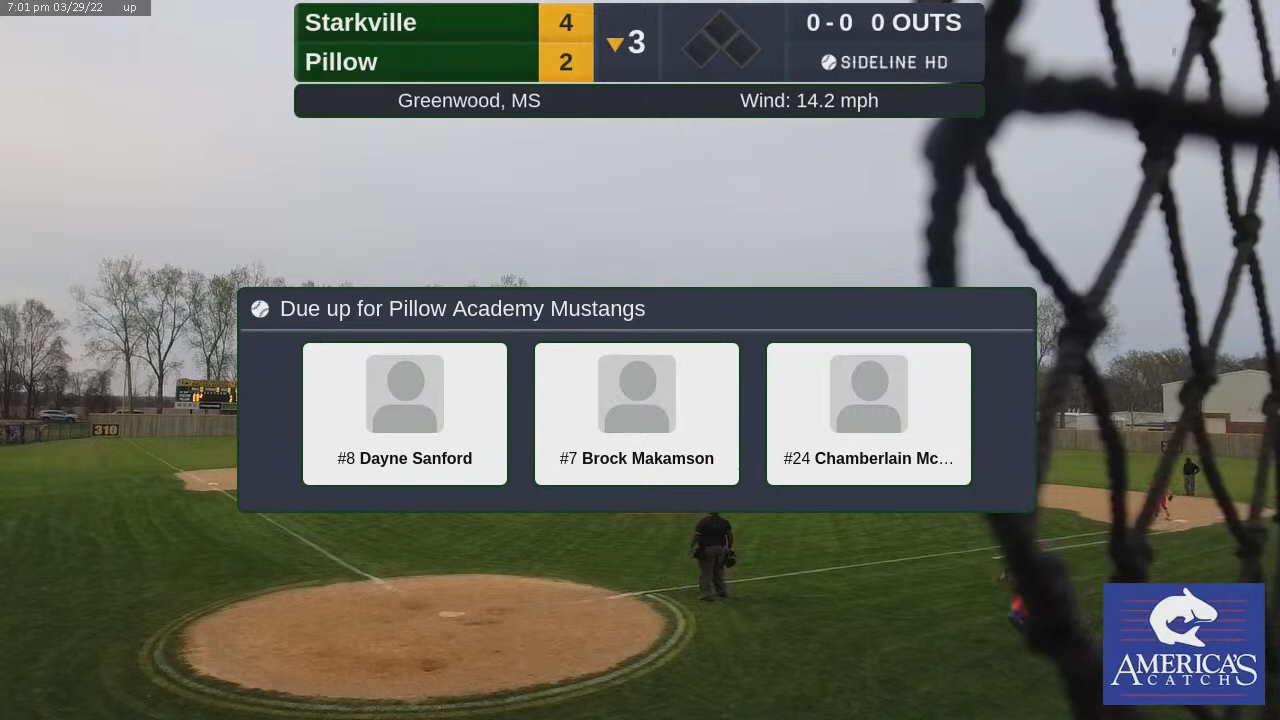 7:01 pm 03/29/22 up
Starkville 4
Pillow 2
3
0 - 0 0 OUTS
SIDELINE HD
Greenwood, MS Wind: 14.2 mph
Due up for Pillow Academy Mustangs
#8 Dayne Sanford
#7 Brock Makamson
#24 Chamberlain Mc…
310
AMERICA'S
CATCH